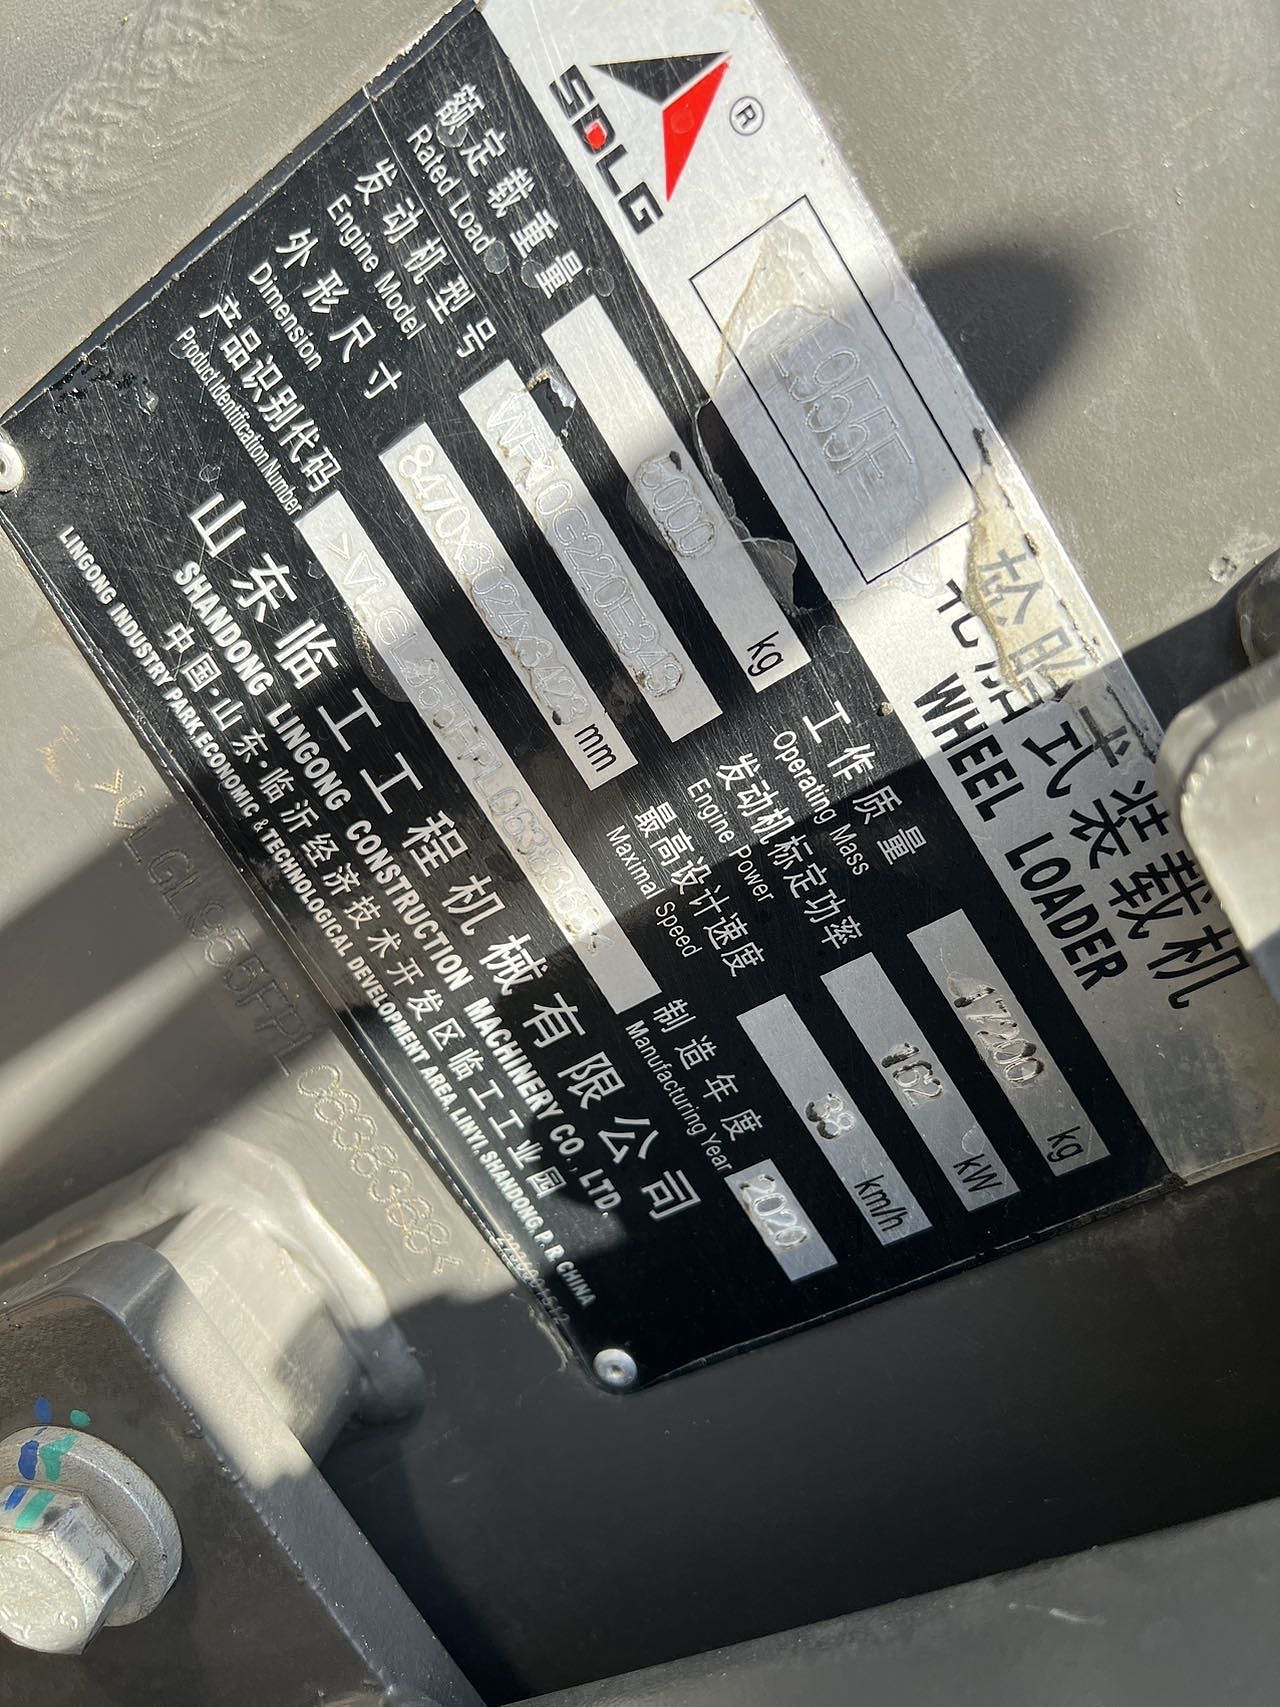 SDLG
®
L955F
轮胎式装载机
WHEEL LOADER
额定载重量
Rated Load
5000 kg
工作质量
Operating Mass
17200 kg
发动机型号
Engine Model
WP10G220E343
发动机标定功率
Engine Power
162 kW
外形尺寸
Dimension
8470×3024×3423 mm
最高设计速度
Maximal Speed
38 km/h
产品识别代码
Product Identification Number
制造年度
Manufacturing Year
2020
山东临工工程机械有限公司
SHANDONG LINGONG CONSTRUCTION MACHINERY CO., LTD.
中国·山东·临沂经济技术开发区临工工业园
LINGONG INDUSTRY PARK,ECONOMIC & TECHNOLOGICAL DEVELOPMENT AREA, LINYI, SHANDONG, P. R. CHINA